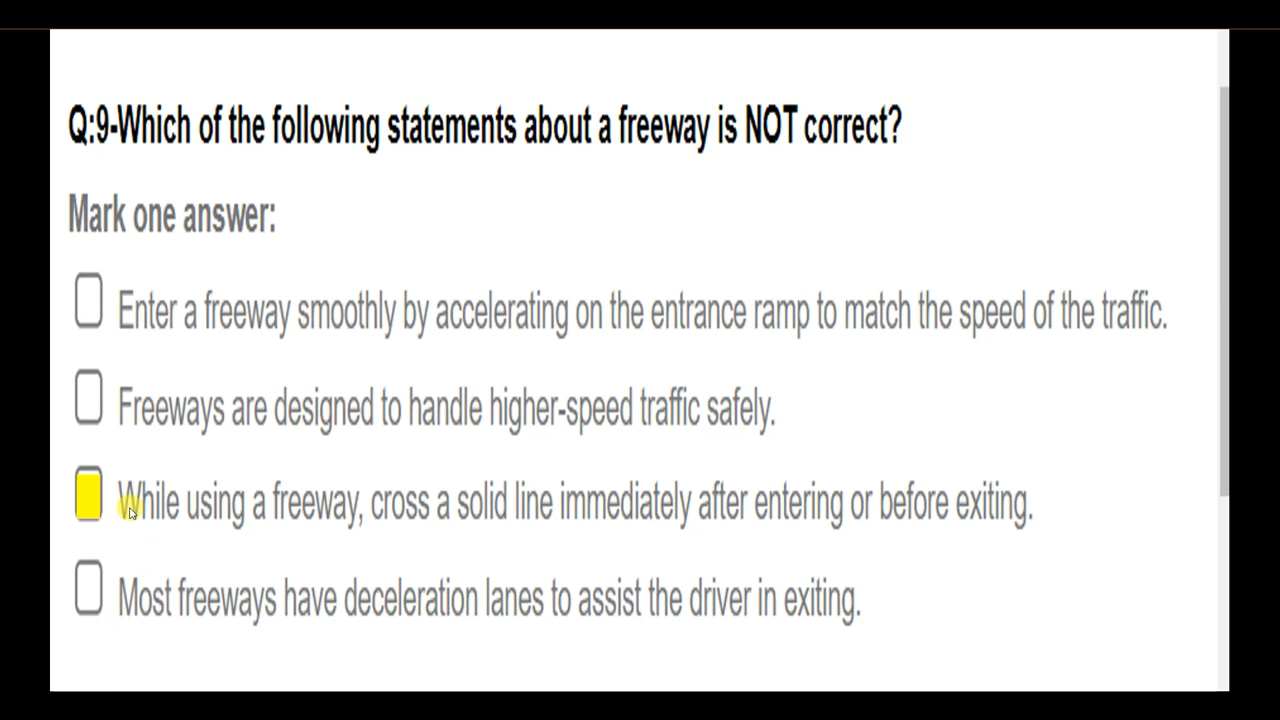 Q:9-Which of the following statements about a freeway is NOT correct?
Mark one answer:
Enter a freeway smoothly by accelerating on the entrance ramp to match the speed of the traffic.
Freeways are designed to handle higher-speed traffic safely.
While using a freeway, cross a solid line immediately after entering or before exiting.
Most freeways have deceleration lanes to assist the driver in exiting.